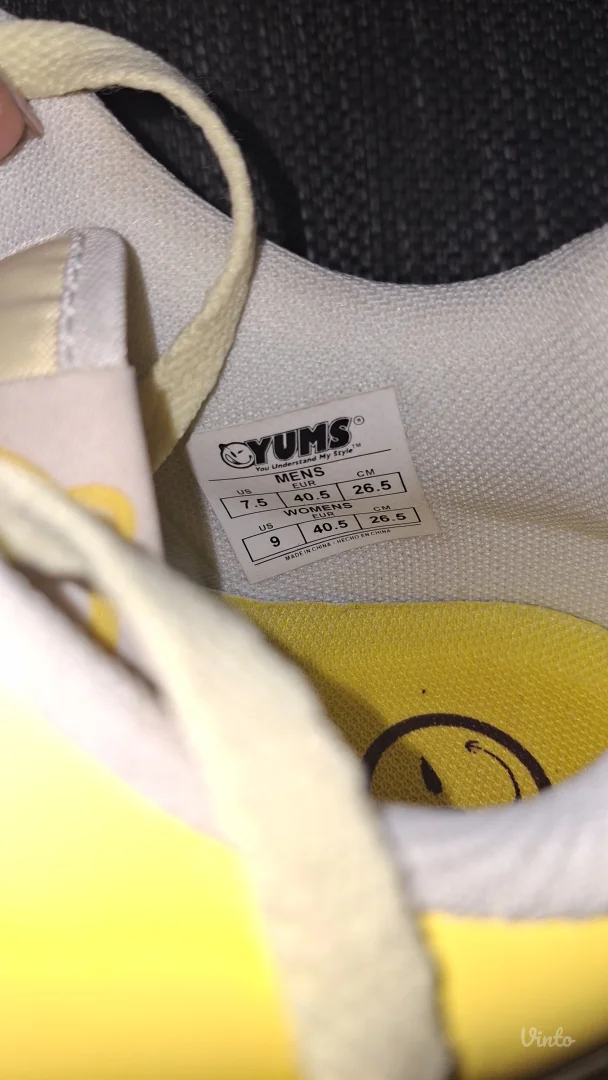 YUMS®
You Understand My Style™
MENS
US EUR CM
7.5 40.5 26.5
WOMENS
US EUR CM
9 40.5 26.5
MADE IN CHINA / HECHO EN CHINA
Vinto